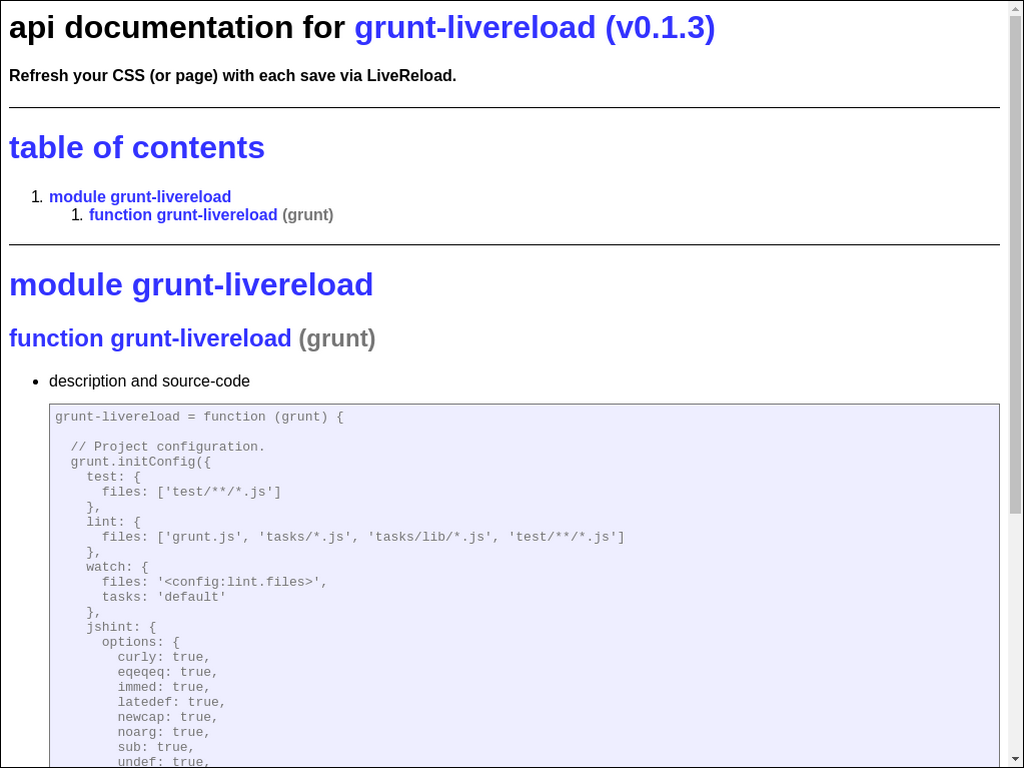 api documentation for grunt-livereload (v0.1.3)
Refresh your CSS (or page) with each save via LiveReload.
table of contents
1. module grunt-livereload
1. function grunt-livereload (grunt)
module grunt-livereload
function grunt-livereload (grunt)
• description and source-code
grunt-livereload = function (grunt) {
  // Project configuration.
  grunt.initConfig({
    test: {
      files: ['test/**/*.js']
    },
    lint: {
      files: ['grunt.js', 'tasks/*.js', 'tasks/lib/*.js', 'test/**/*.js']
    },
    watch: {
      files: '<config:lint.files>',
      tasks: 'default'
    },
    jshint: {
      options: {
        curly: true,
        eqeqeq: true,
        immed: true,
        latedef: true,
        newcap: true,
        noarg: true,
        sub: true,
        undef: true,